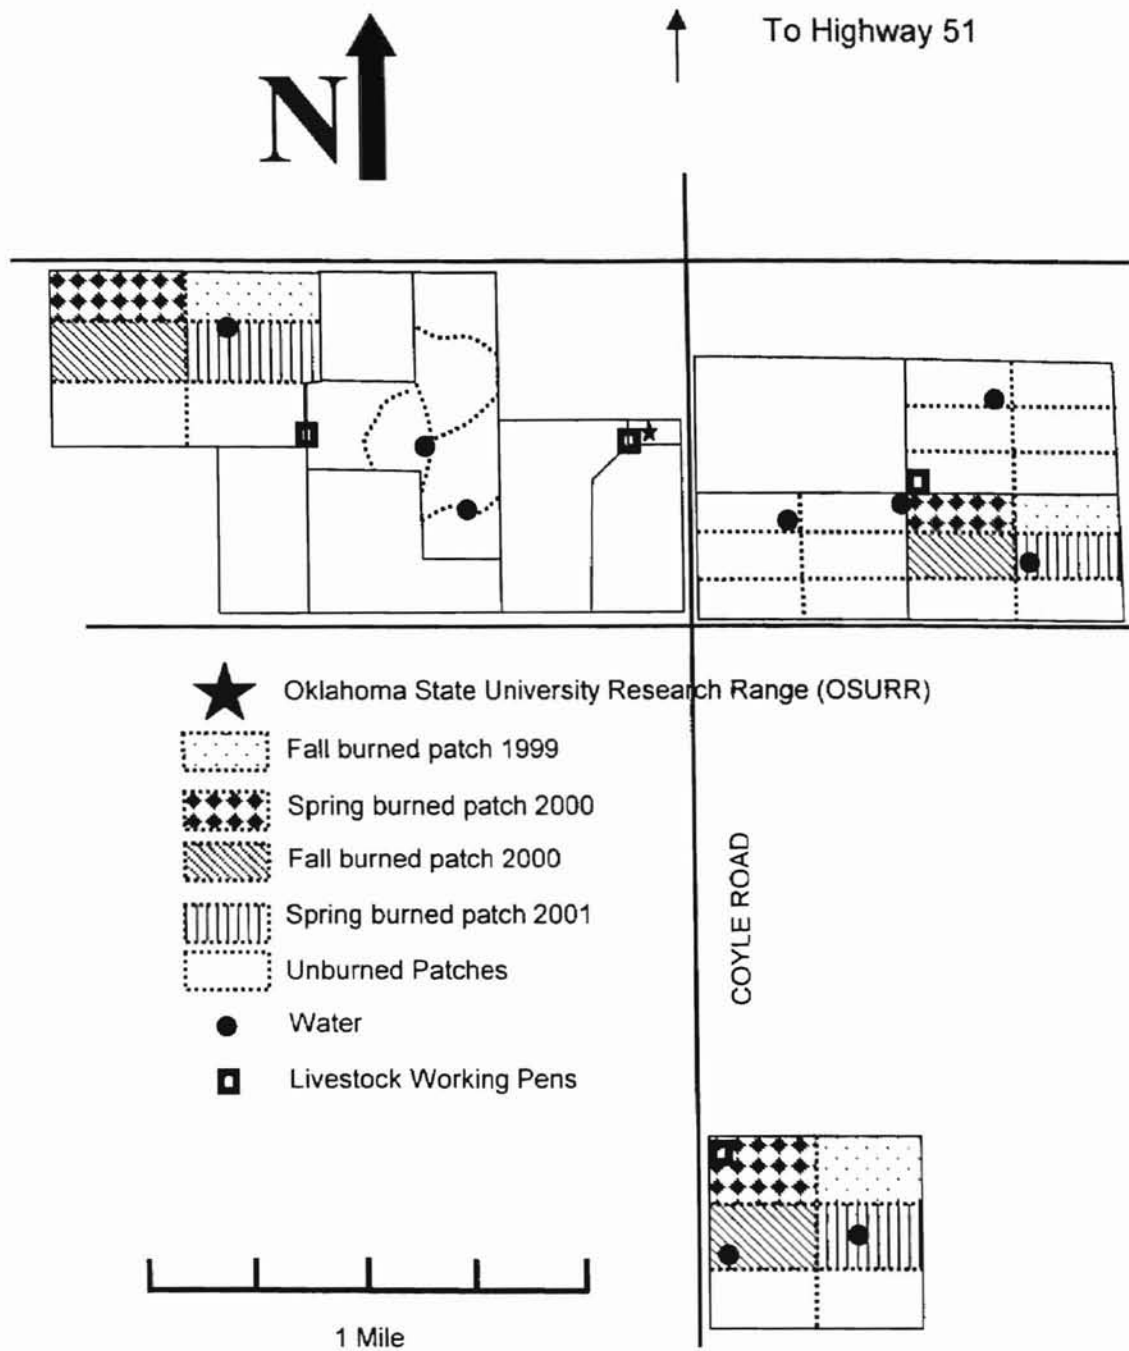 To Highway 51
N
Oklahoma State University Research Range (OSURR)
Fall burned patch 1999
Spring burned patch 2000
Fall burned patch 2000
Spring burned patch 2001
Unburned Patches
Water
Livestock Working Pens
COYLE ROAD
1 Mile